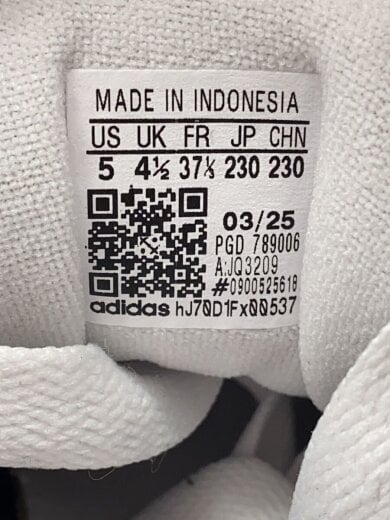 MADE IN INDONESIA
US UK FR JP CHN
5 4½ 37⅓ 230 230
03/25
PGD 789006
A:JQ3209
#0900525618
adidas hJ70D1Fx00537